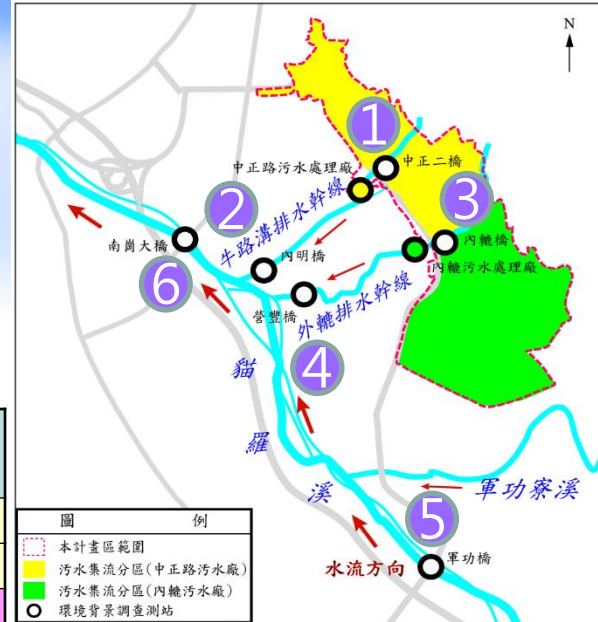 N
1
中正路污水處理廠
中正二橋
2
3
牛路溝排水幹線
南崗大橋
內明橋
內轆橋
內轆污水處理廠
6
營豐橋
外轆排水幹線
4
貓羅溪
軍功寮溪
5
水流方向
軍功橋
圖 例
本計畫區範圍
污水集流分區(中正路污水廠)
污水集流分區(內轆污水廠)
環境背景調查測站